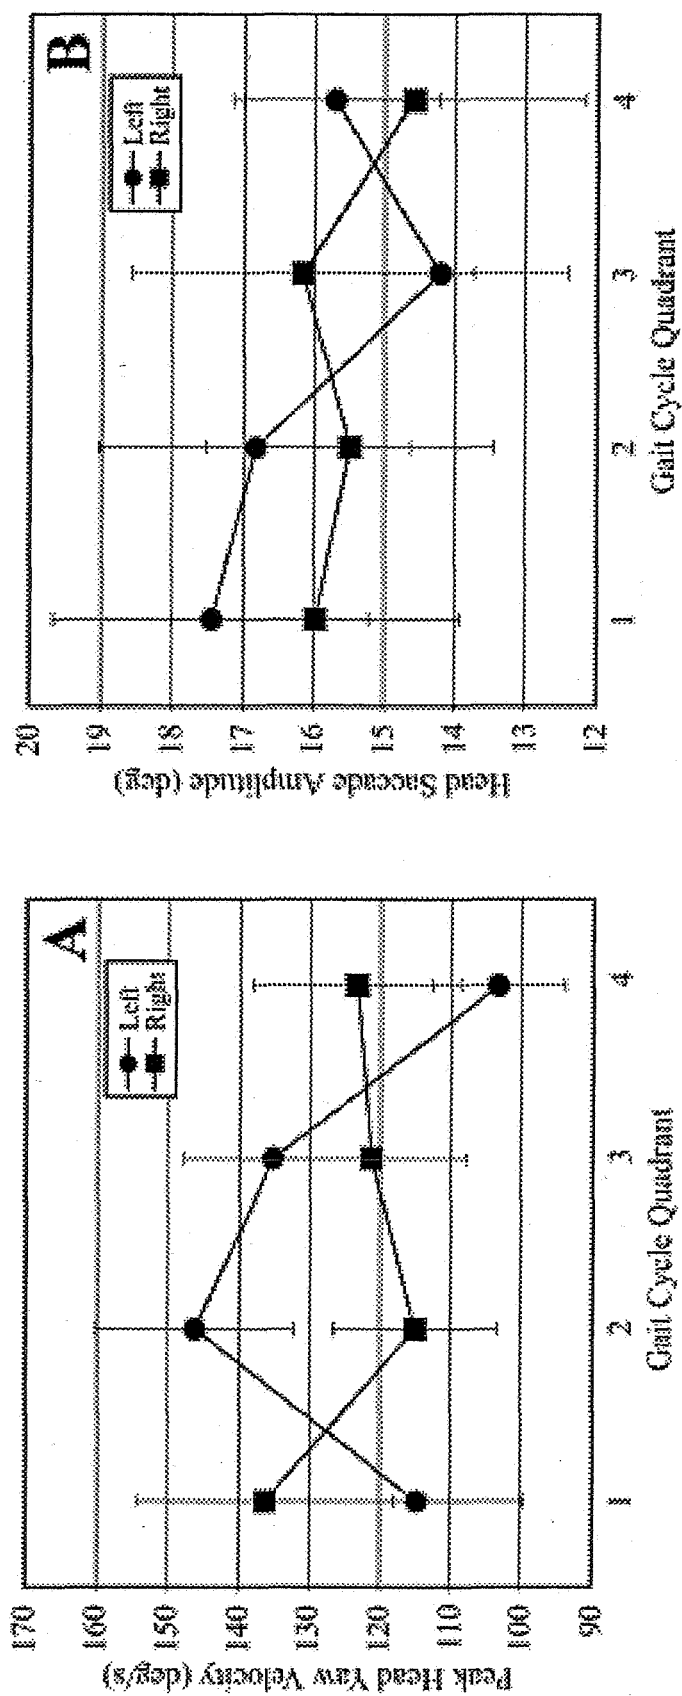 A
Left
Right
170
160
150
140
130
120
110
100
90
Peak Head Yaw Velocity (deg/s)
1
2
3
4
Gait Cycle Quadrant
B
Left
Right
20
19
18
17
16
15
14
13
12
Head Saccade Amplitude (deg)
1
2
3
4
Gait Cycle Quadrant